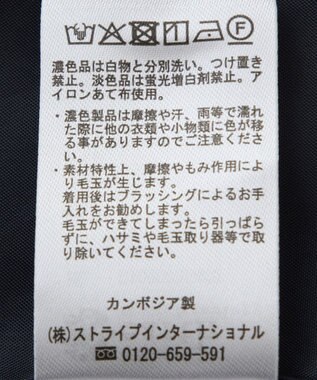 濃色品は白物と分別洗い。つけ置き
禁止。淡色品は蛍光増白剤禁止。ア
イロンあて布使用。
・濃色製品は摩擦や汗、雨等で濡れ
た際に他の衣類や小物類に色が移
る事がありますのでご注意くださ
い。
・素材特性上、摩擦やもみ作用によ
り毛玉が生じます。
着用後はブラッシングによるお手
入れをお勧めします。
毛玉ができてしまったら引っぱら
ずに、ハサミや毛玉取り器等で取
り除いてください。
カンボジア製
(株)ストライプインターナショナル
0120-659-591